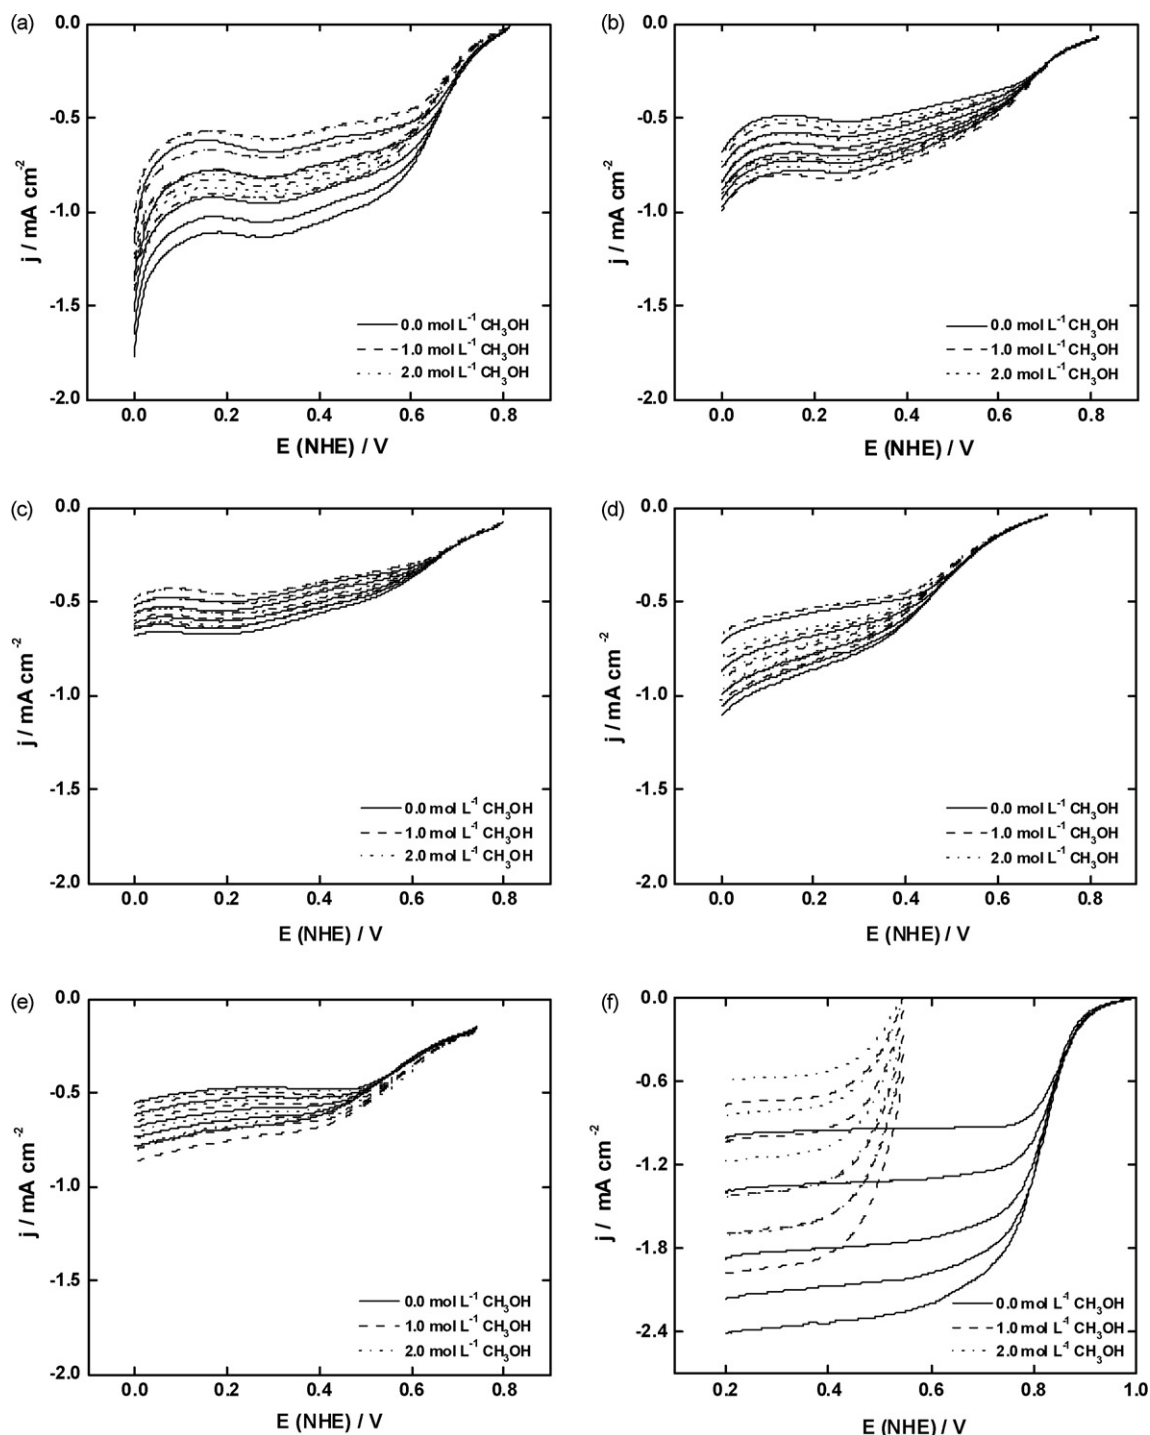 (a)
0.0
-0.5
-1.0
-1.5
-2.0
j / mA cm⁻²
0.0 mol L⁻¹ CH₃OH
1.0 mol L⁻¹ CH₃OH
2.0 mol L⁻¹ CH₃OH
0.0 0.2 0.4 0.6 0.8
E (NHE) / V
(b)
0.0
-0.5
-1.0
-1.5
-2.0
j / mA cm⁻²
0.0 mol L⁻¹ CH₃OH
1.0 mol L⁻¹ CH₃OH
2.0 mol L⁻¹ CH₃OH
0.0 0.2 0.4 0.6 0.8
E (NHE) / V
(c)
0.0
-0.5
-1.0
-1.5
-2.0
j / mA cm⁻²
0.0 mol L⁻¹ CH₃OH
1.0 mol L⁻¹ CH₃OH
2.0 mol L⁻¹ CH₃OH
0.0 0.2 0.4 0.6 0.8
E (NHE) / V
(d)
0.0
-0.5
-1.0
-1.5
-2.0
j / mA cm⁻²
0.0 mol L⁻¹ CH₃OH
1.0 mol L⁻¹ CH₃OH
2.0 mol L⁻¹ CH₃OH
0.0 0.2 0.4 0.6 0.8
E (NHE) / V
(e)
0.0
-0.5
-1.0
-1.5
-2.0
j / mA cm⁻²
0.0 mol L⁻¹ CH₃OH
1.0 mol L⁻¹ CH₃OH
2.0 mol L⁻¹ CH₃OH
0.0 0.2 0.4 0.6 0.8
E (NHE) / V
(f)
0.0
-0.6
-1.2
-1.8
-2.4
j / mA cm⁻²
0.0 mol L⁻¹ CH₃OH
1.0 mol L⁻¹ CH₃OH
2.0 mol L⁻¹ CH₃OH
0.2 0.4 0.6 0.8 1.0
E (NHE) / V